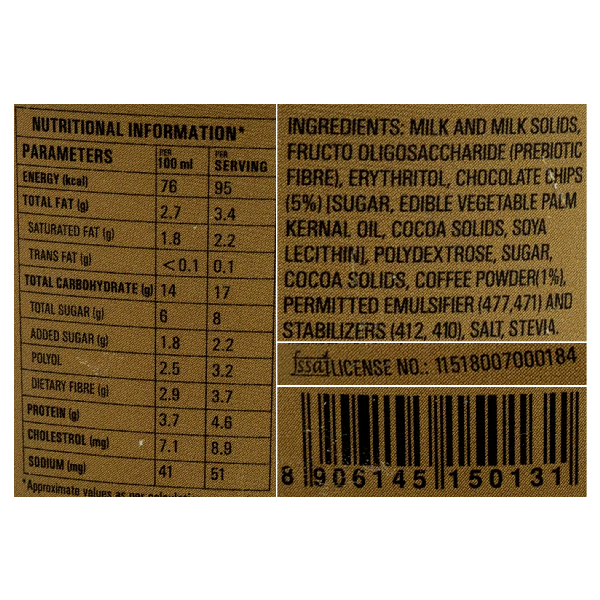 NUTRITIONAL INFORMATION*
PARAMETERS PER 100 ml PER SERVING
ENERGY (kcal) 76 95
TOTAL FAT (g) 2.7 3.4
SATURATED FAT (g) 1.8 2.2
TRANS FAT (g) <0.1 0.1
TOTAL CARBOHYDRATE (g) 14 17
TOTAL SUGAR (g) 6 8
ADDED SUGAR (g) 1.8 2.2
POLYOL 2.5 3.2
DIETARY FIBRE (g) 2.9 3.7
PROTEIN (g) 3.7 4.6
CHOLESTROL (mg) 7.1 8.9
SODIUM (mg) 41 51
*Approximate values as per
INGREDIENTS: MILK AND MILK SOLIDS,
FRUCTO OLIGOSACCHARIDE (PREBIOTIC
FIBRE), ERYTHRITOL, CHOCOLATE CHIPS
(5%) [SUGAR, EDIBLE VEGETABLE PALM
KERNAL OIL, COCOA SOLIDS, SOYA
LECITHIN], POLYDEXTROSE, SUGAR,
COCOA SOLIDS, COFFEE POWDER(1%),
PERMITTED EMULSIFIER (477,471) AND
STABILIZERS (412, 410), SALT, STEVIA.
fssai LICENSE NO.: 11518007000184
8 906145 150131